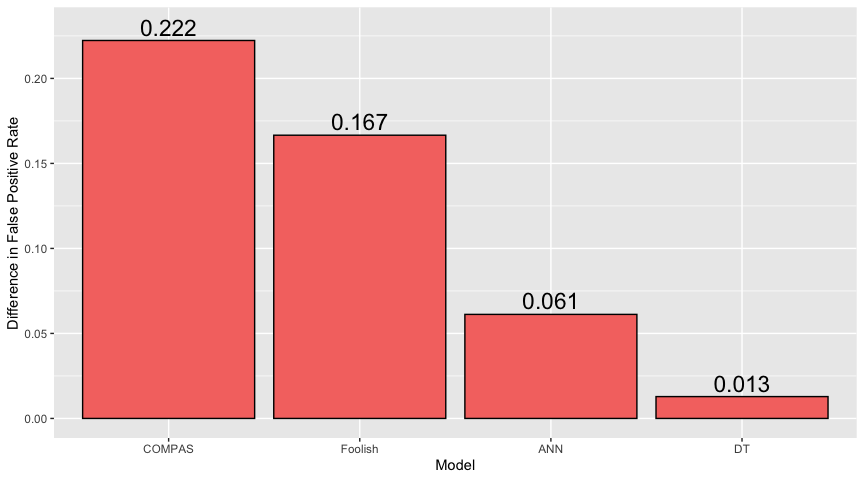 0.222
0.167
0.061
0.013
Difference in False Positive Rate
0.20
0.15
0.10
0.05
0.00
COMPAS
Foolish
ANN
DT
Model